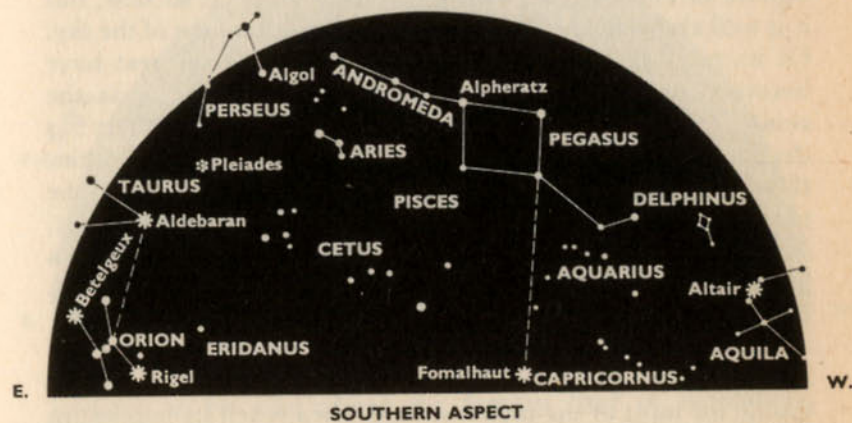 Algol
ANDROMEDA
Alpheratz
PERSEUS
PEGASUS
ARIES
Pleiades
TAURUS
PISCES
DELPHINUS
Aldebaran
CETUS
AQUARIUS
Betelgeux
Altair
ORION
ERIDANUS
AQUILA
Rigel
Fomalhaut
CAPRICORNUS
E.
W.
SOUTHERN ASPECT